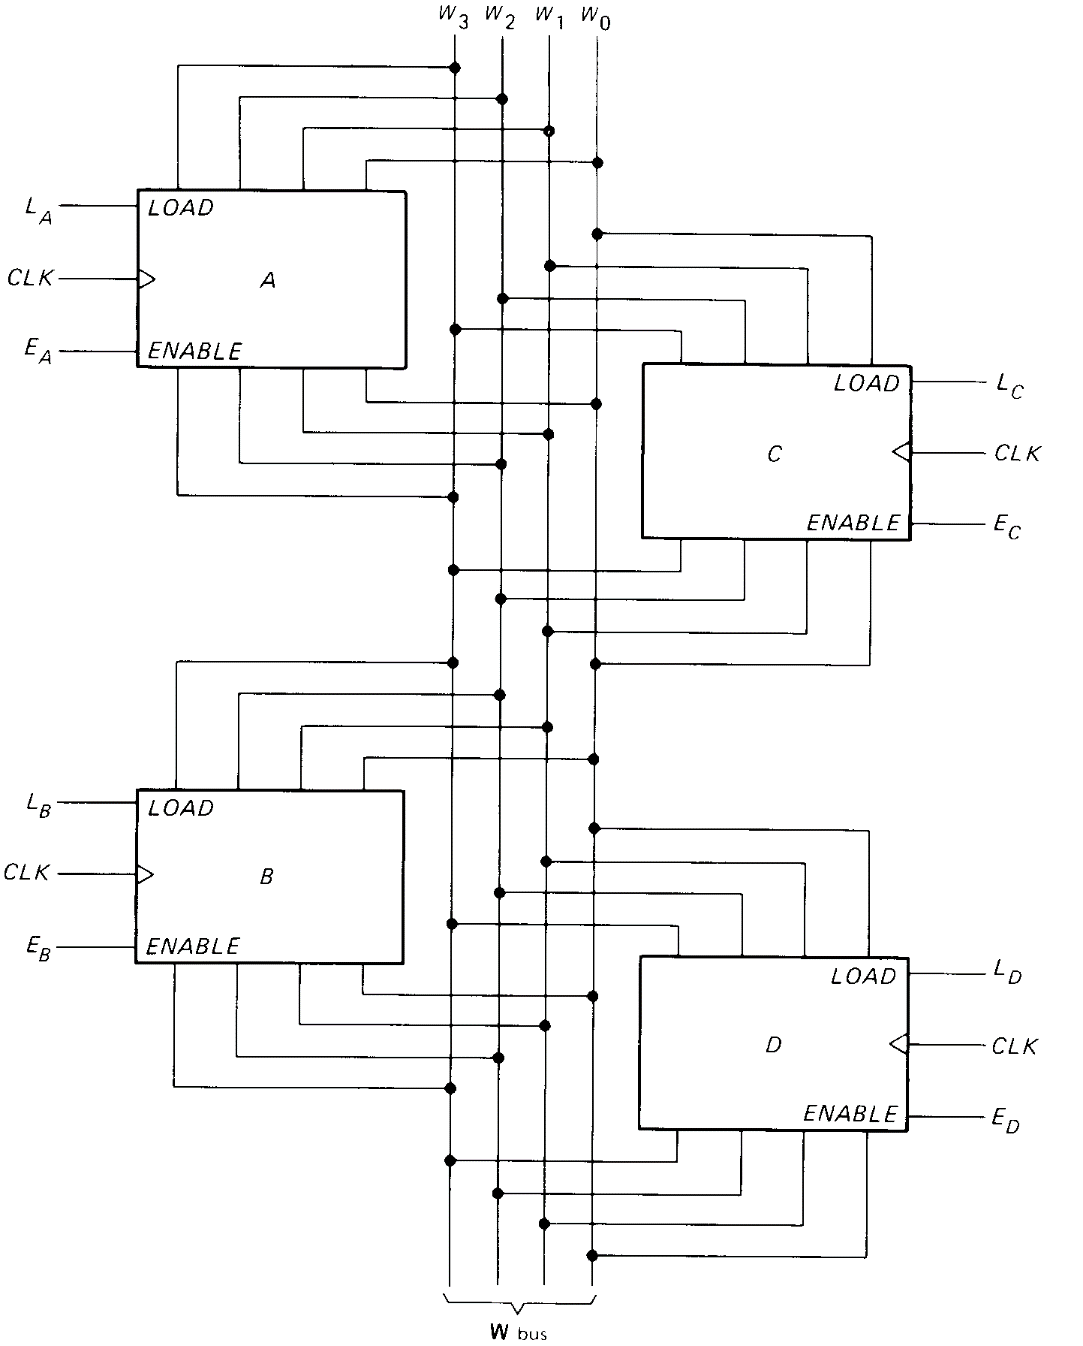 W3 W2 W1 W0
LA
LOAD
CLK
A
EA
ENABLE
LOAD
LC
C
CLK
ENABLE
EC
LB
LOAD
CLK
B
EB
ENABLE
LOAD
LD
D
CLK
ENABLE
ED
W bus